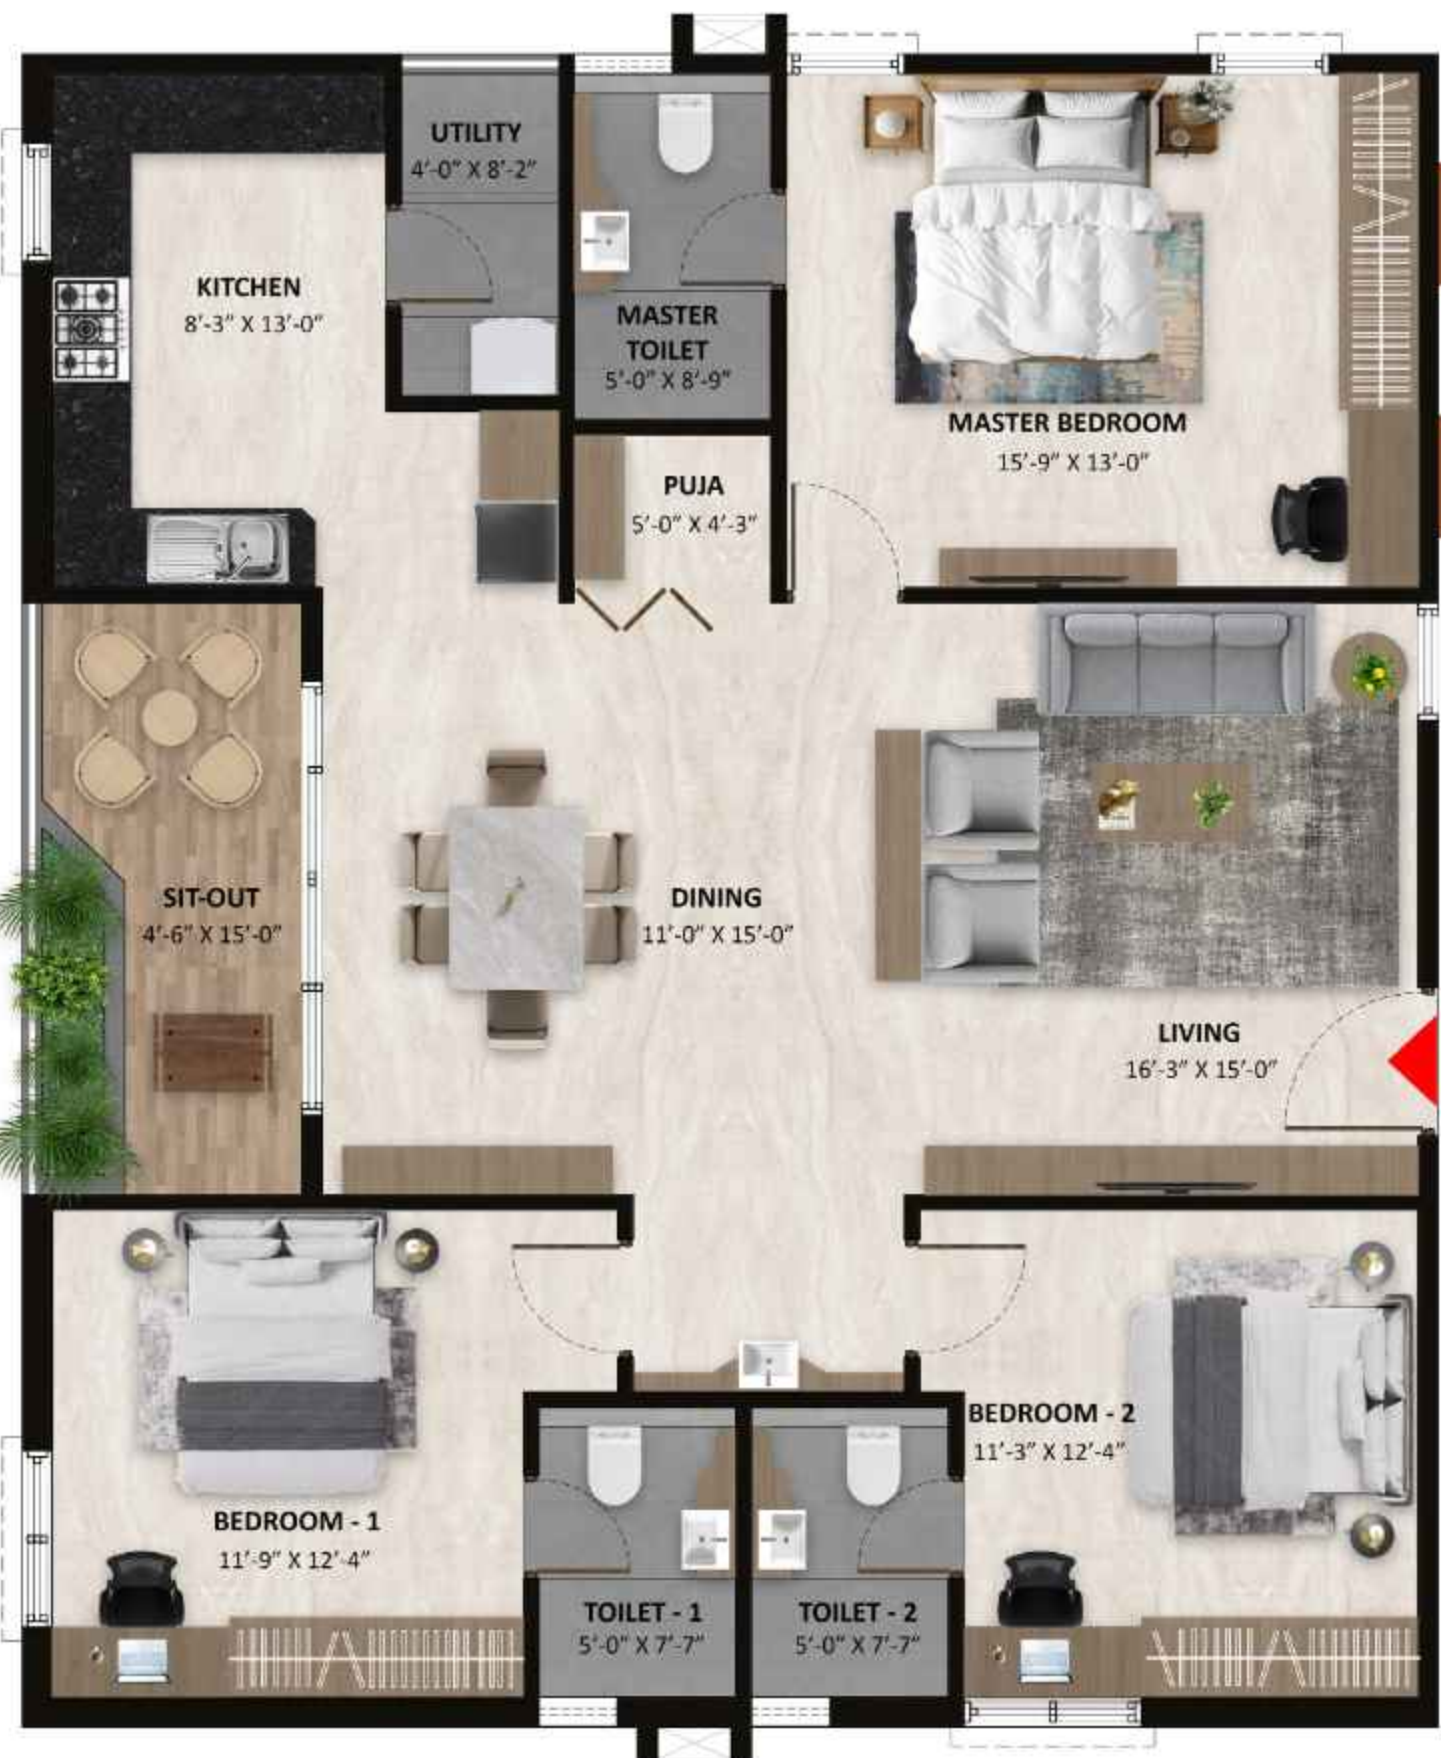 UTILITY
4'-0" X 8'-2"
KITCHEN
8'-3" X 13'-0"
MASTER
TOILET
5'-0" X 8'-9"
MASTER BEDROOM
15'-9" X 13'-0"
PUJA
5'-0" X 4'-3"
SIT-OUT
4'-6" X 15'-0"
DINING
11'-0" X 15'-0"
LIVING
16'-3" X 15'-0"
BEDROOM - 1
11'-9" X 12'-4"
BEDROOM - 2
11'-3" X 12'-4"
TOILET - 1
5'-0" X 7'-7"
TOILET - 2
5'-0" X 7'-7"